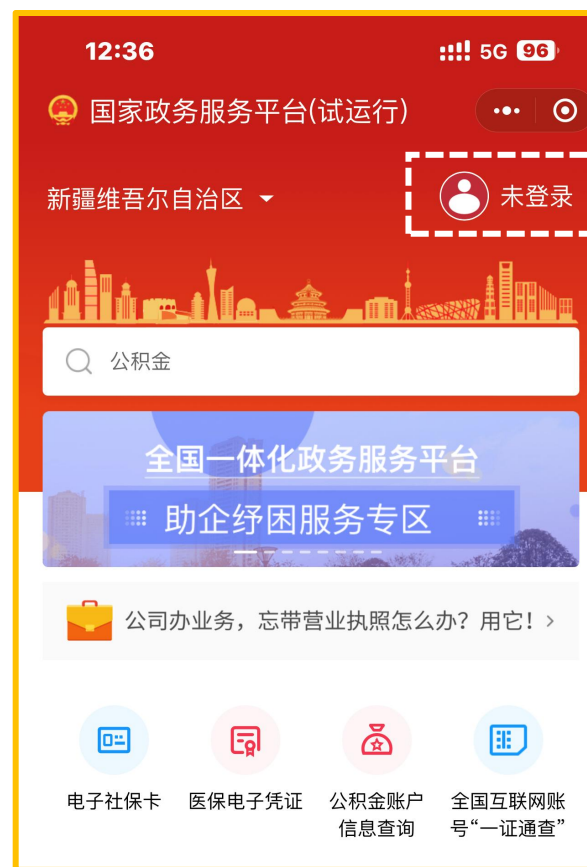 12:36
5G 96
国家政务服务平台(试运行)
新疆维吾尔自治区
未登录
公积金
全国一体化政务服务平台
助企纾困服务专区
公司办业务，忘带营业执照怎么办？用它！
电子社保卡
医保电子凭证
公积金账户
信息查询
全国互联网账
号“一证通查”